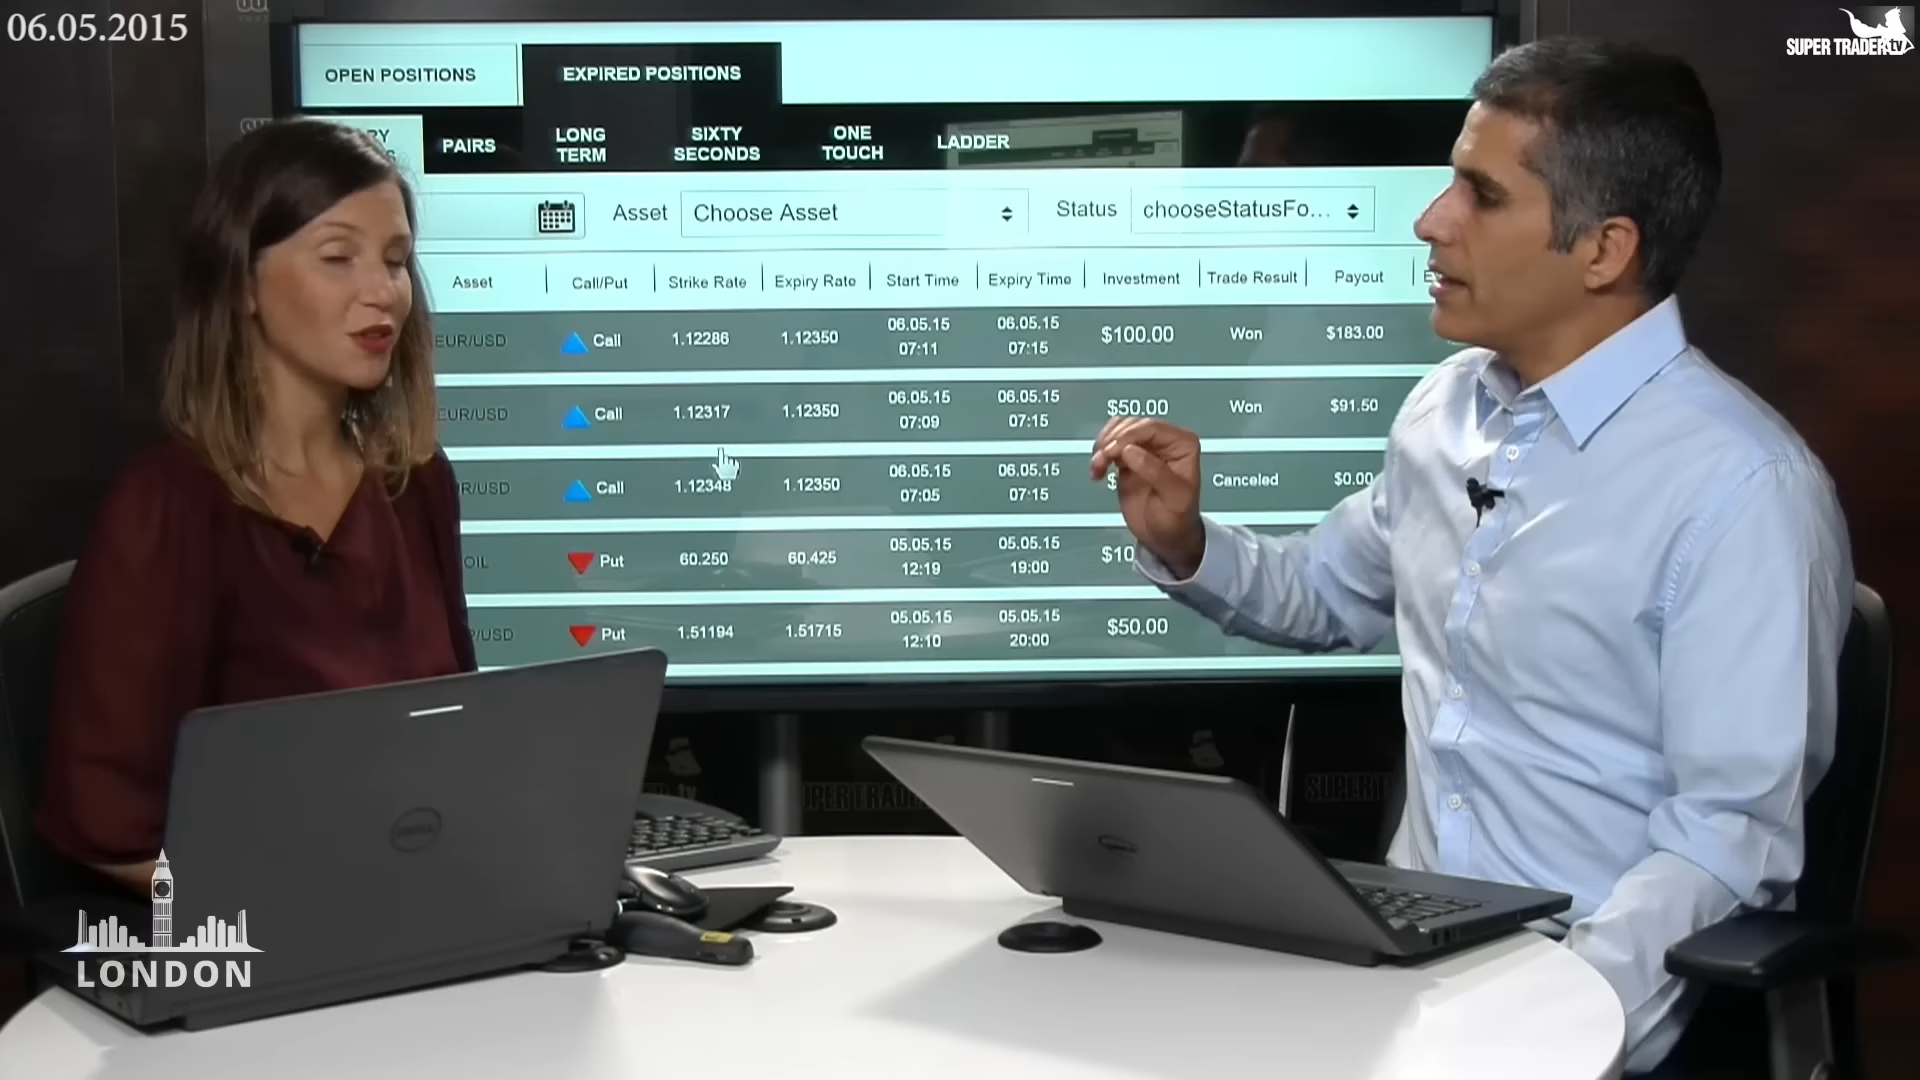 06.05.2015
SUPER TRADER tv
OPEN POSITIONS
EXPIRED POSITIONS
PAIRS
LONG
TERM
SIXTY
SECONDS
ONE
TOUCH
LADDER
Asset
Choose Asset
Status
chooseStatusFo...
Asset Call/Put Strike Rate Expiry Rate Start Time Expiry Time Investment Trade Result Payout
EUR/USD Call 1.12286 1.12350 06.05.15 07:11 06.05.15 07:15 $100.00 Won $183.00
EUR/USD Call 1.12317 1.12350 06.05.15 07:09 06.05.15 07:15 $50.00 Won $91.50
R/USD Call 1.12348 1.12350 06.05.15 07:05 06.05.15 07:15 $ Canceled $0.00
OIL Put 60.250 60.425 05.05.15 12:19 05.05.15 19:00 $10
P/USD Put 1.51194 1.51715 05.05.15 12:10 05.05.15 20:00 $50.00
DELL
LONDON